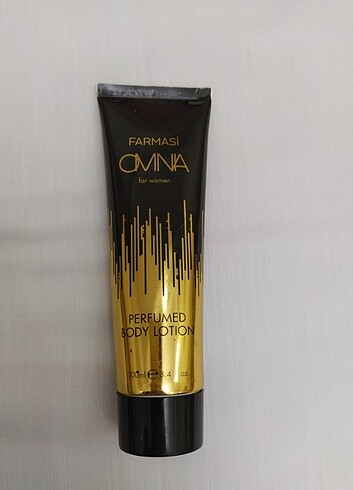 FARMASİ
OMNIA
for women
PERFUMED
BODY LOTION
100ml e 3,4 oz.